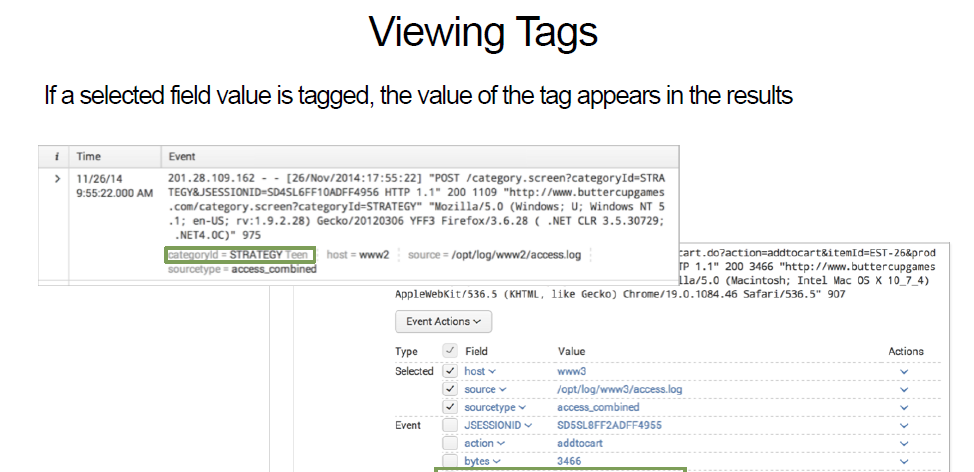 Viewing Tags
If a selected field value is tagged, the value of the tag appears in the results
i Time Event
11/26/14
9:55:22.000 AM
201.28.109.162 - - [26/Nov/2014:17:55:22] "POST /category.screen?categoryId=STRA
TEGY&JSESSIONID=SD4SL6FF10ADFF4956 HTTP 1.1" 200 1109 "http://www.buttercupgames
.com/category.screen?categoryId=STRATEGY" "Mozilla/5.0 (Windows; U; Windows NT 5
.1; en-US; rv:1.9.2.28) Gecko/20120306 YFF3 Firefox/3.6.28 ( .NET CLR 3.5.30729;
.NET4.0C)" 975
categoryId = STRATEGY Teen host = www2 source = /opt/log/www2/access.log
sourcetype = access_combined
cart.do?action=addtocart&itemId=EST-26&prod
TP 1.1" 200 3466 "http://www.buttercupgames
lla/5.0 (Macintosh; Intel Mac OS X 10_7_4)
AppleWebKit/536.5 (KHTML, like Gecko) Chrome/19.0.1084.46 Safari/536.5" 907
Event Actions
Type Field Value Actions
Selected host www3
source /opt/log/www3/access.log
sourcetype access_combined
Event JSESSIONID SD5SL8FF2ADFF4955
action addtocart
bytes 3466